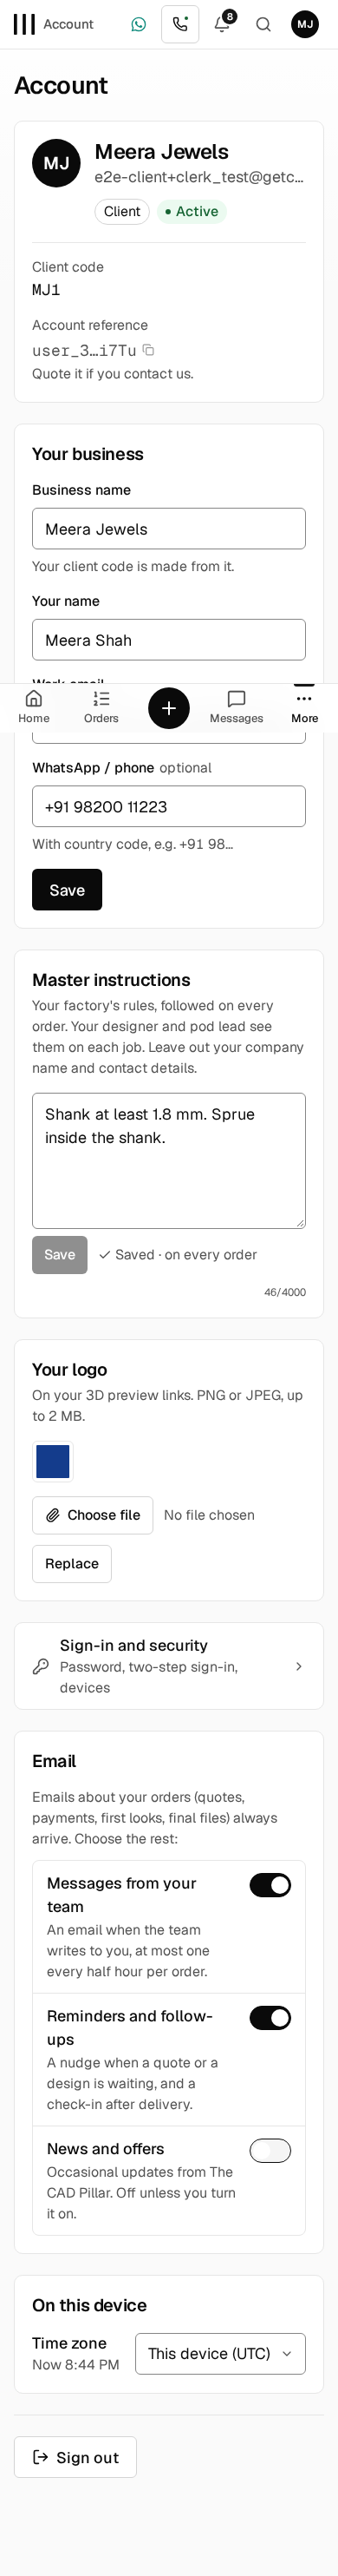 Account
8
MJ
Account
MJ
Meera Jewels
e2e-client+clerk_test@getc...
Client
Active
Client code
MJ1
Account reference
user_3…i7Tu
Quote it if you contact us.
Your business
Business name
Meera Jewels
Your client code is made from it.
Your name
Meera Shah
Home
Orders
Messages
More
WhatsApp / phone optional
+91 98200 11223
With country code, e.g. +91 98...
Save
Master instructions
Your factory's rules, followed on every
order. Your designer and pod lead see
them on each job. Leave out your company
name and contact details.
Shank at least 1.8 mm. Sprue
inside the shank.
Save
Saved · on every order
46/4000
Your logo
On your 3D preview links. PNG or JPEG, up
to 2 MB.
Choose file
No file chosen
Replace
Sign-in and security
Password, two-step sign-in,
devices
Email
Emails about your orders (quotes,
payments, first looks, final files) always
arrive. Choose the rest:
Messages from your
team
An email when the team
writes to you, at most one
every half hour per order.
Reminders and follow-
ups
A nudge when a quote or a
design is waiting, and a
check-in after delivery.
News and offers
Occasional updates from The
CAD Pillar. Off unless you turn
it on.
On this device
Time zone
Now 8:44 PM
This device (UTC)
Sign out